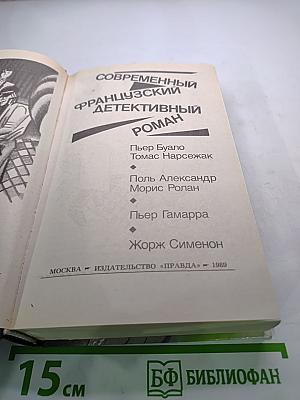 СОВРЕМЕННЫЙ
ФРАНЦУЗСКИЙ
ДЕТЕКТИВНЫЙ
РОМАН
Пьер Буало
Томас Нарсежак
Поль Александр
Морис Ролан
Пьер Гамарра
Жорж Сименон
МОСКВА – ИЗДАТЕЛЬСТВО «ПРАВДА» – 1989
15 см
БФ БИБЛИОФАН